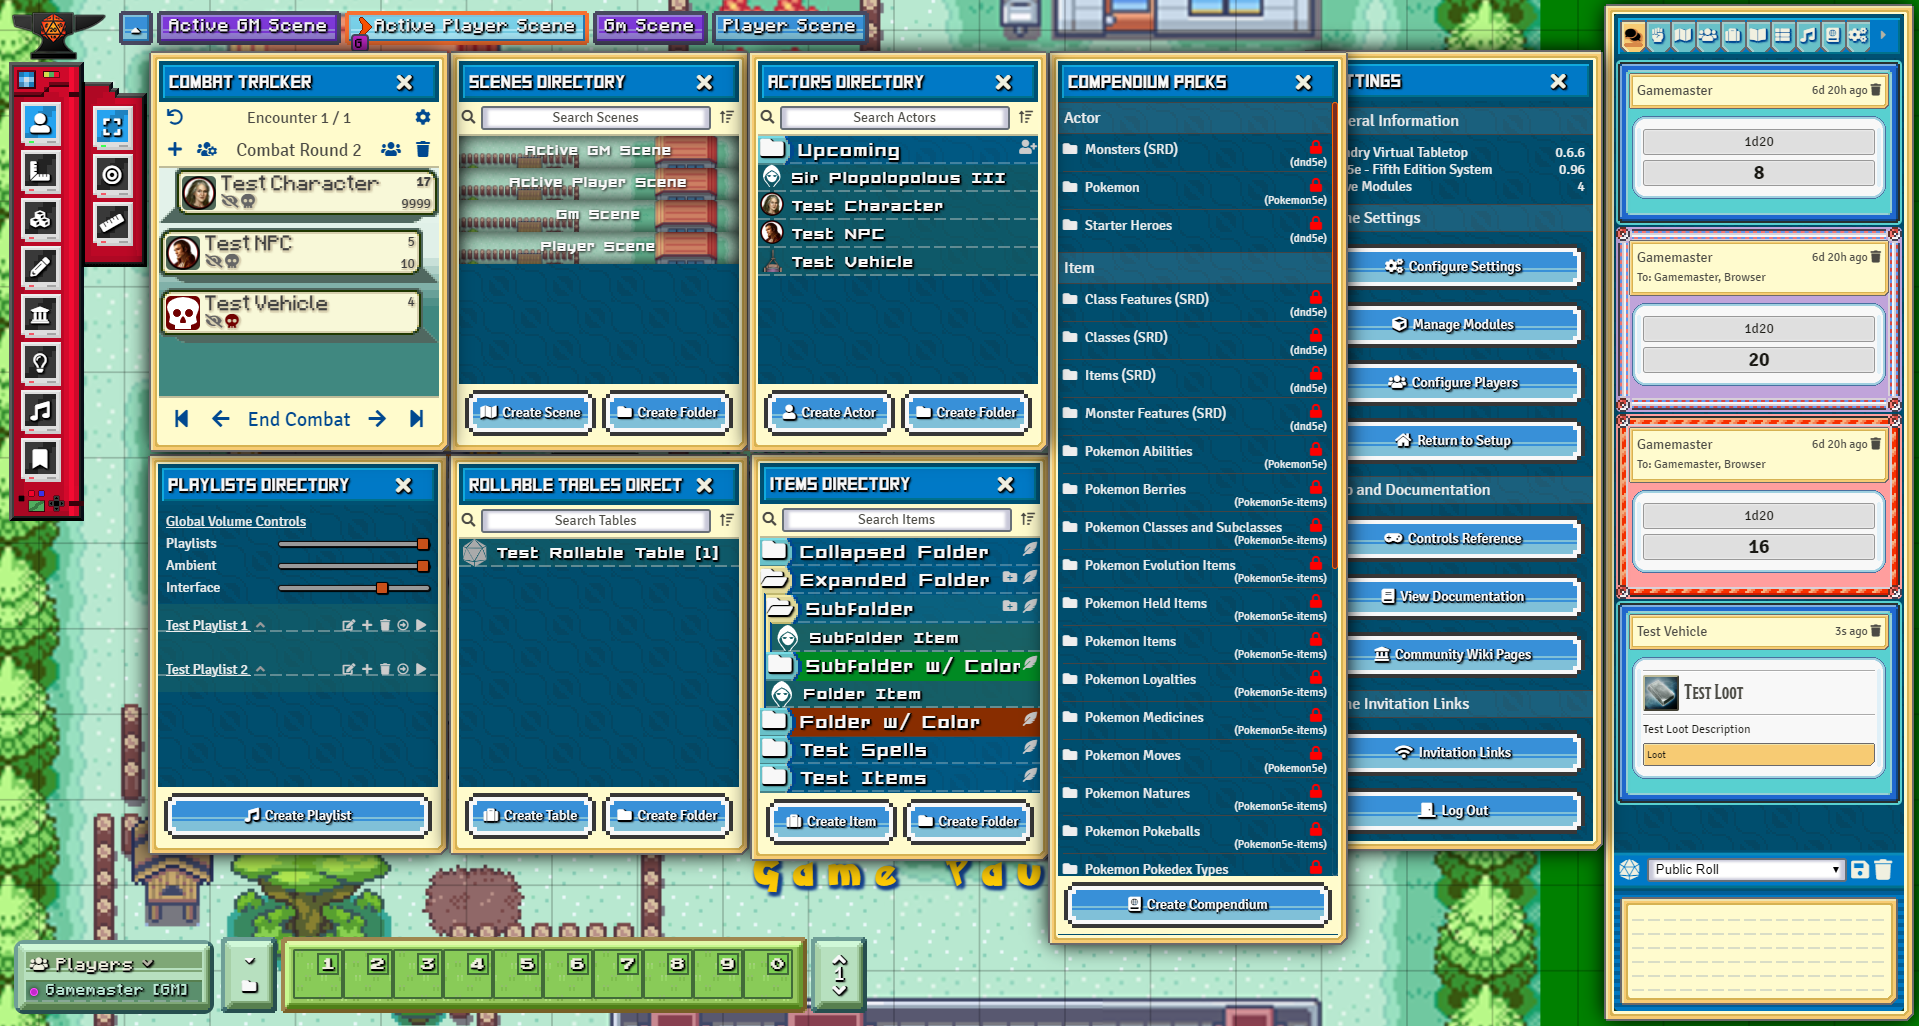 Active GM Scene
Active Player Scene
G
Gm Scene
Player Scene
COMBAT TRACKER
Encounter 1 / 1
Combat Round 2
Test Character
17
9999
Test NPC
5
10
Test Vehicle
4
End Combat
SCENES DIRECTORY
Search Scenes
Active GM Scene
Active Player Scene
Gm Scene
Player Scene
Create Scene
Create Folder
ACTORS DIRECTORY
Search Actors
Upcoming
Sir Plopolopolous III
Test Character
Test NPC
Test Vehicle
Create Actor
Create Folder
PLAYLISTS DIRECTORY
Global Volume Controls
Playlists
Ambient
Interface
Test Playlist 1
Test Playlist 2
Create Playlist
ROLLABLE TABLES DIRECT
Search Tables
Test Rollable Table [1]
Create Table
Create Folder
ITEMS DIRECTORY
Search Items
Collapsed Folder
Expanded Folder
SubFolder
SubFolder Item
SubFolder w/ Color
Folder Item
Folder w/ Color
Test Spells
Test Items
Create Item
Create Folder
COMPENDIUM PACKS
Actor
Monsters (SRD)
(dnd5e)
Pokemon
(Pokemon5e)
Starter Heroes
(dnd5e)
Item
Class Features (SRD)
(dnd5e)
Classes (SRD)
(dnd5e)
Items (SRD)
(dnd5e)
Monster Features (SRD)
(dnd5e)
Pokemon Abilities
(Pokemon5e)
Pokemon Berries
(Pokemon5e-items)
Pokemon Classes and Subclasses
(Pokemon5e-items)
Pokemon Evolution Items
(Pokemon5e-items)
Pokemon Held Items
(Pokemon5e-items)
Pokemon Items
(Pokemon5e-items)
Pokemon Loyalties
(Pokemon5e-items)
Pokemon Medicines
(Pokemon5e-items)
Pokemon Moves
(Pokemon5e)
Pokemon Natures
(Pokemon5e-items)
Pokemon Pokeballs
(Pokemon5e-items)
Pokemon Pokedex Types
Create Compendium
TTINGS
eral Information
ndry Virtual Tabletop 0.6.6
5e - Fifth Edition System 0.96
ve Modules 4
ne Settings
Configure Settings
Manage Modules
Configure Players
Return to Setup
p and Documentation
Controls Reference
View Documentation
Community Wiki Pages
ne Invitation Links
Invitation Links
Log Out
Gamemaster 6d 20h ago
1d20
8
Gamemaster 6d 20h ago
To: Gamemaster, Browser
1d20
20
Gamemaster 6d 20h ago
To: Gamemaster, Browser
1d20
16
Test Vehicle 3s ago
Test Loot
Test Loot Description
Loot
Public Roll
Game Pau
Players
Gamemaster [GM]
1 2 3 4 5 6 7 8 9 0
1